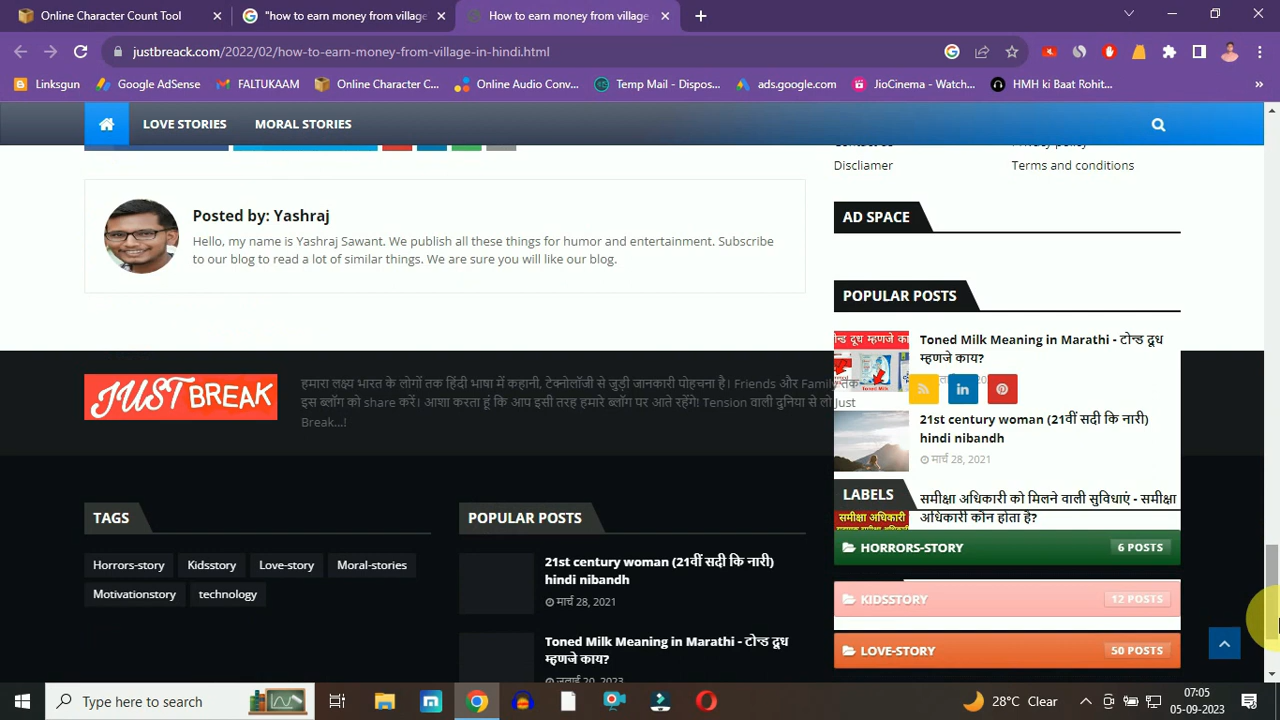 Online Character Count Tool
"how to earn money from village
How to earn money from village
justbreack.com/2022/02/how-to-earn-money-from-village-in-hindi.html
Linksgun
Google AdSense
FALTUKAAM
Online Character C...
Online Audio Conv...
Temp Mail - Dispos...
ads.google.com
JioCinema - Watch...
HMH ki Baat Rohit...
LOVE STORIES
MORAL STORIES
Disclaimer
Terms and conditions
AD SPACE
Posted by: Yashraj
Hello, my name is Yashraj Sawant. We publish all these things for humor and entertainment. Subscribe
to our blog to read a lot of similar things. We are sure you will like our blog.
POPULAR POSTS
Toned Milk Meaning in Marathi - टोन्ड दूध
म्हणजे काय?
21st century woman (21वीं सदी कि नारी)
hindi nibandh
मार्च 28, 2021
समीक्षा अधिकारी को मिलने वाली सुविधाएं - समीक्षा
अधिकारी कौन होता है?
समीक्षा अधिकारी
JUST BREAK
हमारा लक्ष्य भारत के लोगों तक हिंदी भाषा में कहानी, टेक्नोलॉजी से जुड़ी जानकारी पोहचना है। Friends और Family तक
इस ब्लॉग को share करें। आशा करता हूं कि आप इसी तरह हमारे ब्लॉग पर आते रहेंगे! Tension वाली दुनिया से लो Just
Break...!
LABELS
HORRORS-STORY
6 POSTS
KIDSSTORY
12 POSTS
LOVE-STORY
50 POSTS
TAGS
Horrors-story
Kidsstory
Love-story
Moral-stories
Motivationstory
technology
POPULAR POSTS
21st century woman (21वीं सदी कि नारी)
hindi nibandh
मार्च 28, 2021
Toned Milk Meaning in Marathi - टोन्ड दूध
म्हणजे काय?
जुलाई 20, 2023
Type here to search
28°C Clear
07:05
05-09-2023